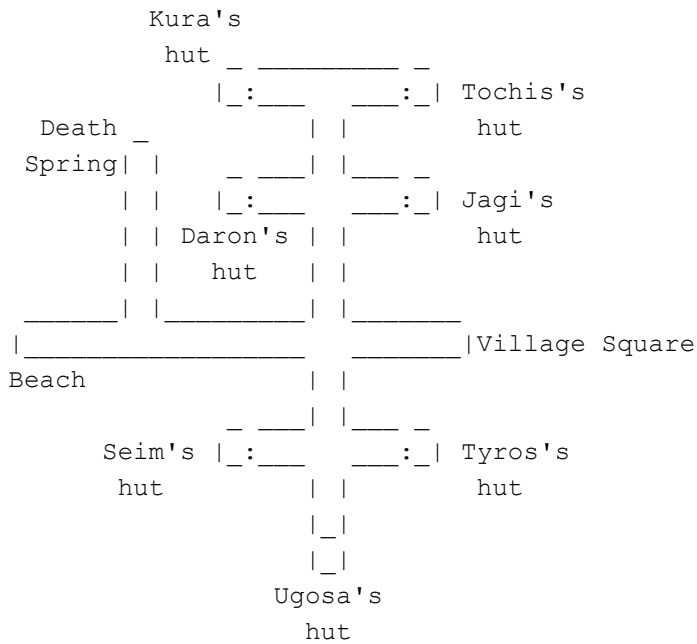 Kura's
hut
Tochis's
Death
hut
Spring
Jagi's
Daron's
hut
hut
Village Square
Beach
Seim's
Tyros's
hut
hut
Ugosa's
hut